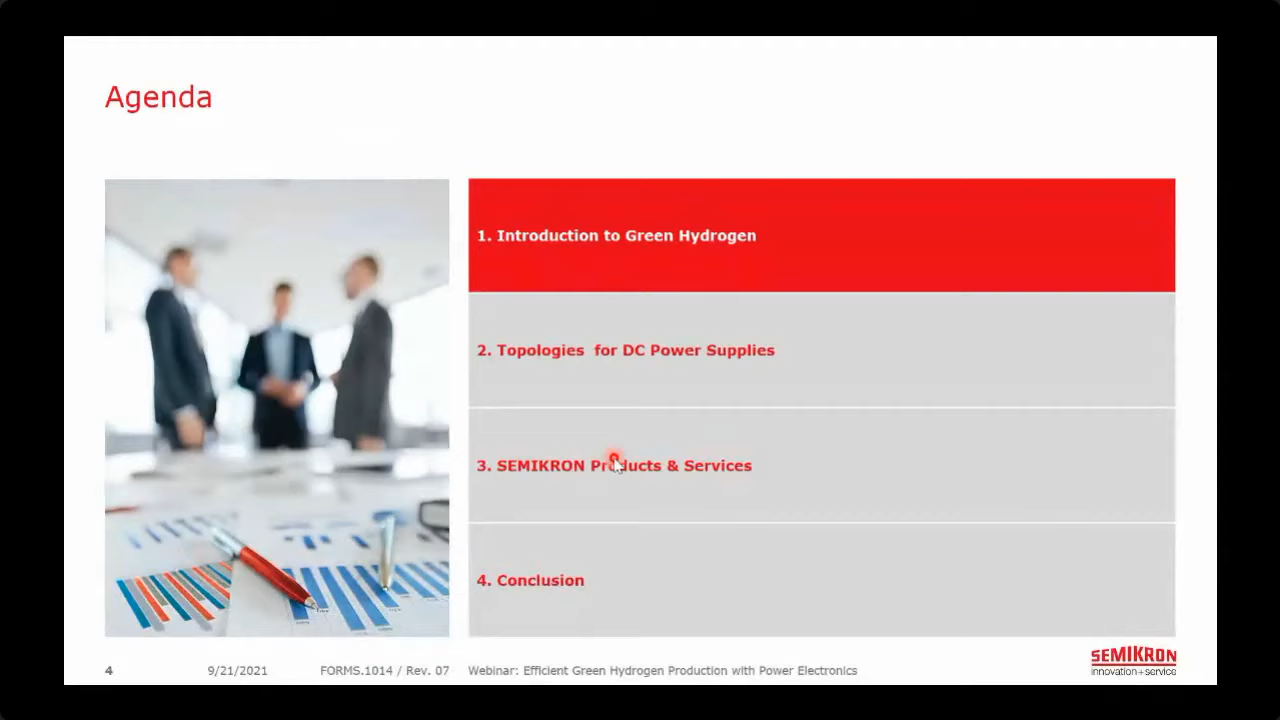 Agenda
1. Introduction to Green Hydrogen
2. Topologies for DC Power Supplies
3. SEMIKRON Products & Services
4. Conclusion
4 9/21/2021 FORMS.1014 / Rev. 07 Webinar: Efficient Green Hydrogen Production with Power Electronics
SEMIKRON
innovation+service